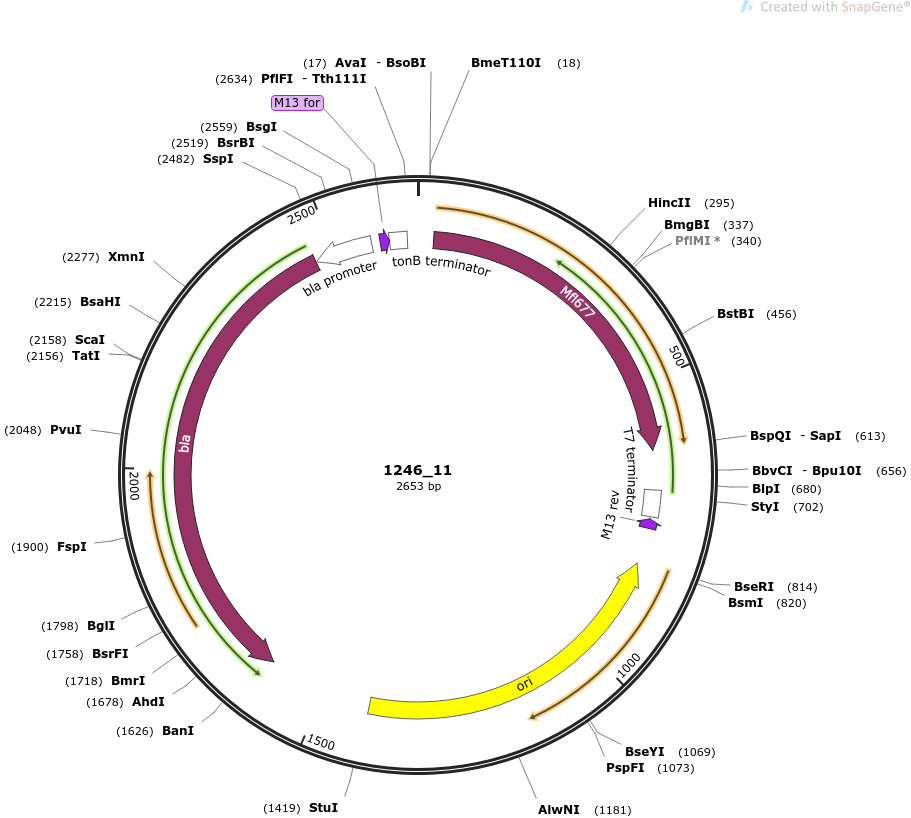 Created with SnapGene®
(17) AvaI - BsoBI
BmeT110I (18)
(2634) PflFI - Tth111I
M13 for
(2559) BsgI
(2519) BsrBI
(2482) SspI
HincII (295)
BmgBI (337)
PflMI * (340)
2500
bla promoter
tonB terminator
Mfl677
(2277) XmnI
(2215) BsaHI
(2158) ScaI
(2156) TatI
BstBI (456)
500
(2048) PvuI
bla
T7 terminator
BspQI - SapI (613)
1246_11
2653 bp
BbvCI - Bpu10I (656)
BlpI (680)
StyI (702)
2000
M13 rev
(1900) FspI
BseRI (814)
BsmI (820)
(1798) BglI
(1758) BsrFI
(1718) BmrI
(1678) AhdI
(1626) BanI
ori
1000
1500
BseYI (1069)
PspFI (1073)
(1419) StuI
AlwNI (1181)